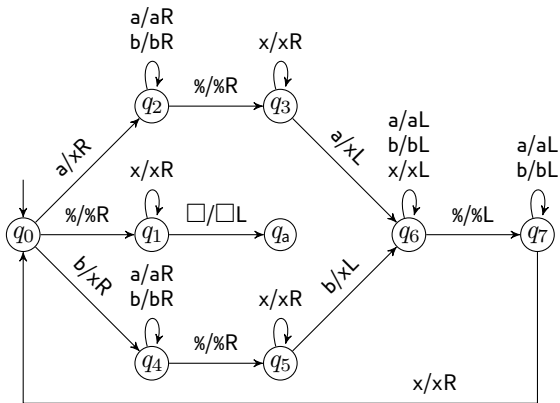 a/aR
b/bR
x/xR
q2
%/%R
q3
a/xR
a/xL
a/aL
b/bL
x/xL
a/aL
b/bL
x/xR
q0
%/%R
q1
□/□L
qa
q6
%/%L
q7
b/xR
a/aR
b/bR
x/xR
b/xL
q4
%/%R
q5
x/xR